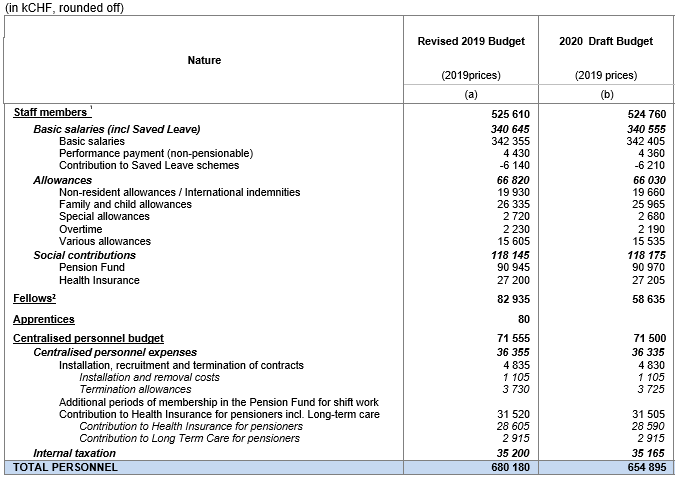 (in kCHF, rounded off)
Nature
Revised 2019 Budget 2020 Draft Budget
(2019prices) (2019 prices)
(a) (b)
Staff members ¹ 525 610 524 760
Basic salaries (incl Saved Leave) 340 645 340 555
Basic salaries 342 355 342 405
Performance payment (non-pensionable) 4 430 4 360
Contribution to Saved Leave schemes -6 140 -6 210
Allowances 66 820 66 030
Non-resident allowances / International indemnities 19 930 19 660
Family and child allowances 26 335 25 965
Special allowances 2 720 2 680
Overtime 2 230 2 190
Various allowances 15 605 15 535
Social contributions 118 145 118 175
Pension Fund 90 945 90 970
Health Insurance 27 200 27 205
Fellows² 82 935 58 635
Apprentices 80
Centralised personnel budget 71 555 71 500
Centralised personnel expenses 36 355 36 335
Installation, recruitment and termination of contracts 4 835 4 830
Installation and removal costs 1 105 1 105
Termination allowances 3 730 3 725
Additional periods of membership in the Pension Fund for shift work
Contribution to Health Insurance for pensioners incl. Long-term care 31 520 31 505
Contribution to Health Insurance for pensioners 28 605 28 590
Contribution to Long Term Care for pensioners 2 915 2 915
Internal taxation 35 200 35 165
TOTAL PERSONNEL 680 180 654 895